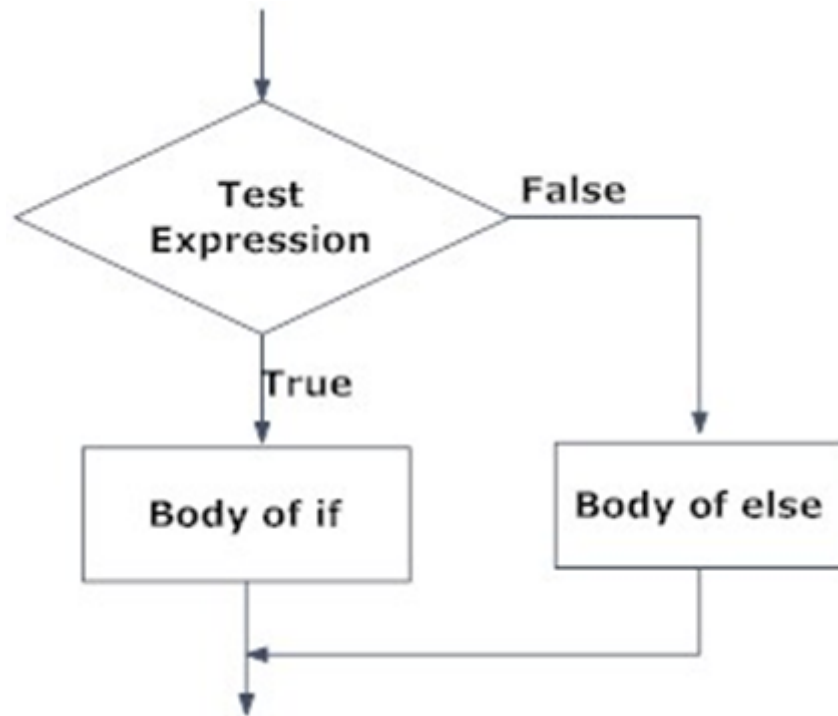 Test
Expression
False
True
Body of if
Body of else